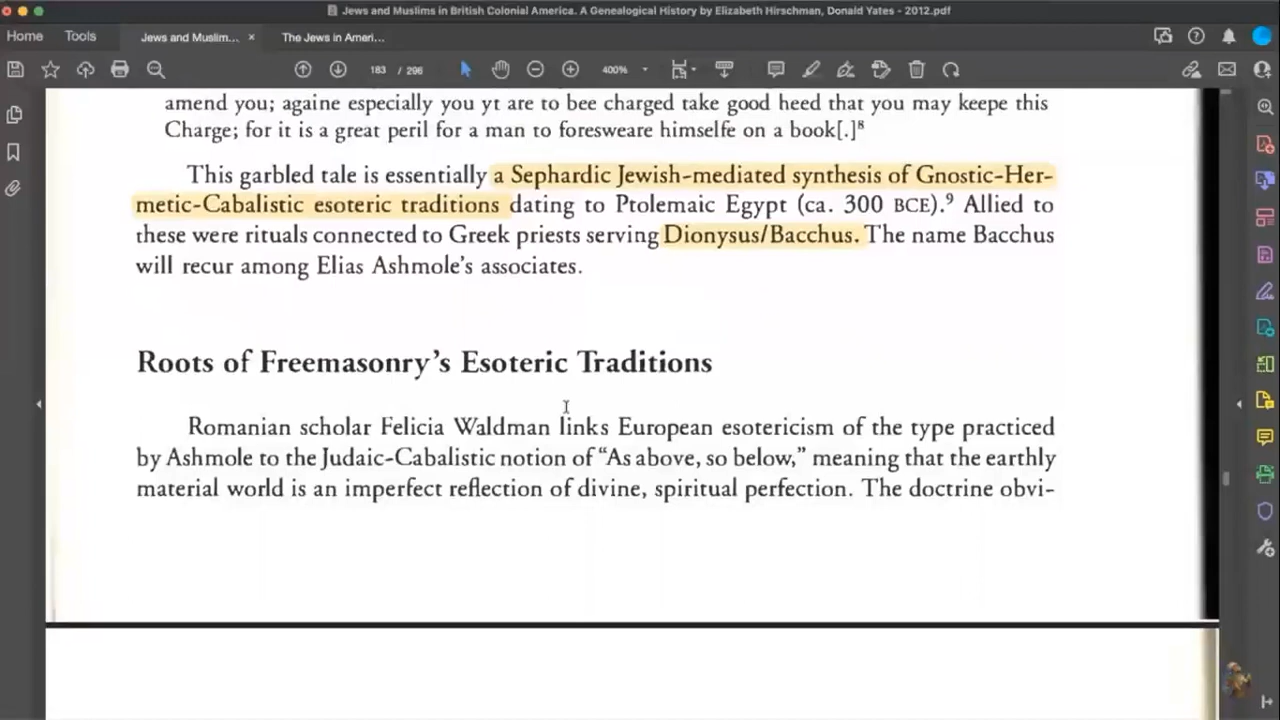 Jews and Muslims in British Colonial America. A Genealogical History by Elizabeth Hirschman, Donald Yates - 2012.pdf
Home Tools Jews and Muslim... × The Jews in Ameri...
183 / 296 400%
amend you; againe especially you yt are to bee charged take good heed that you may keepe this
Charge; for it is a great peril for a man to foresweare himselfe on a book[.]⁸
This garbled tale is essentially a Sephardic Jewish-mediated synthesis of Gnostic-Her-
metic-Cabalistic esoteric traditions dating to Ptolemaic Egypt (ca. 300 BCE).⁹ Allied to
these were rituals connected to Greek priests serving Dionysus/Bacchus. The name Bacchus
will recur among Elias Ashmole's associates.
Roots of Freemasonry's Esoteric Traditions
Romanian scholar Felicia Waldman links European esotericism of the type practiced
by Ashmole to the Judaic-Cabalistic notion of “As above, so below,” meaning that the earthly
material world is an imperfect reflection of divine, spiritual perfection. The doctrine obvi-